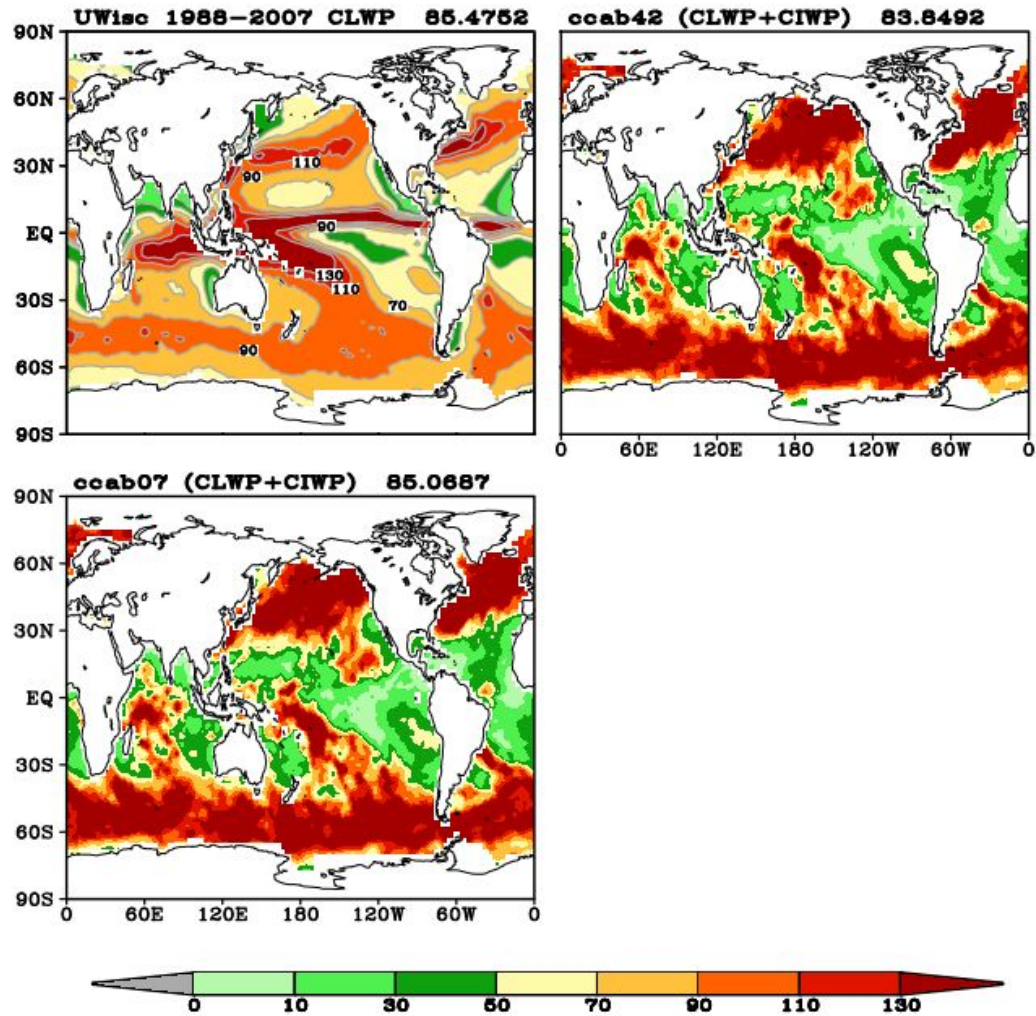 UWisc 1988-2007 CLWP 85.4752
ccab42 (CLWP+CIWP) 83.8492
90N
60N
30N
EQ
30S
60S
90S
110
90
90
130
110
70
90
0 60E 120E 180 120W 60W 0
ccab07 (CLWP+CIWP) 85.0687
90N
60N
30N
EQ
30S
60S
90S
0 60E 120E 180 120W 60W 0
0 10 30 50 70 90 110 130